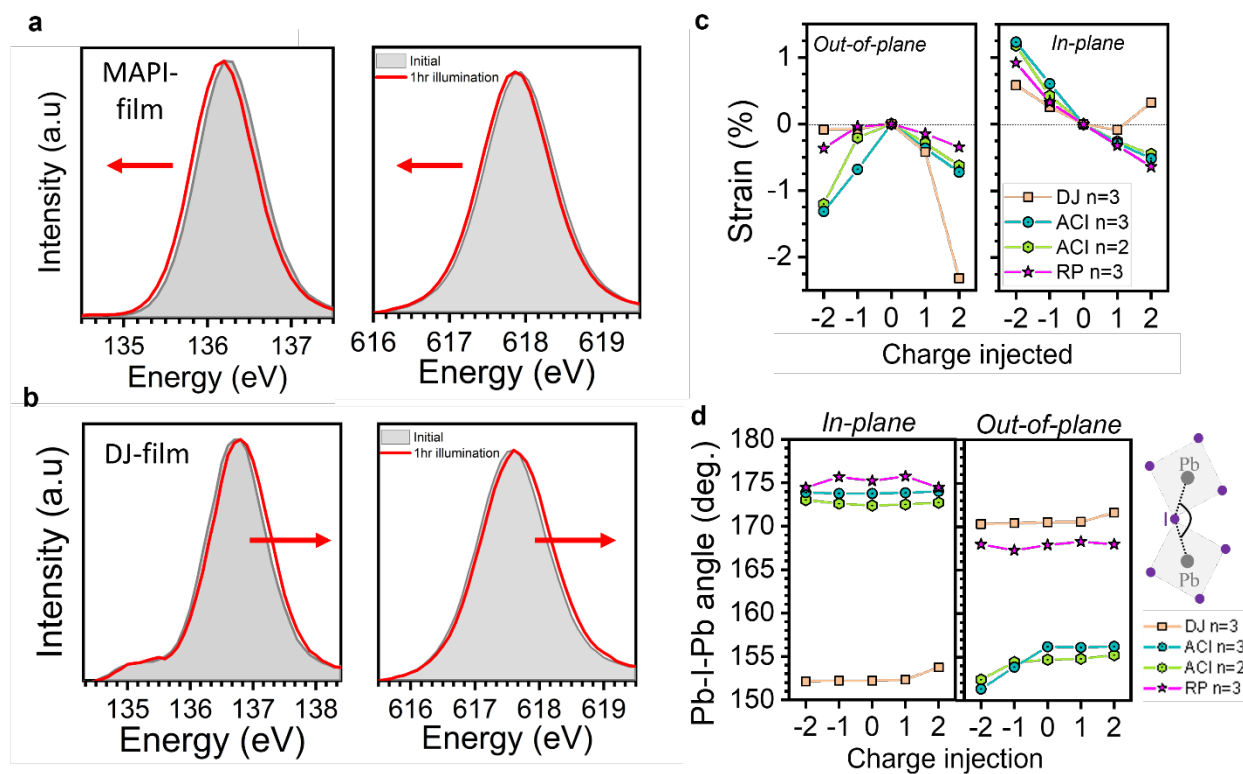 a
MAPI-
film
Intensity (a.u)
135 136 137
Energy (eV)
Initial
1hr illumination
616 617 618 619
Energy (eV)
b
DJ-film
Intensity (a.u)
135 136 137 138
Energy (eV)
Initial
1hr illumination
616 617 618 619
Energy (eV)
c
Out-of-plane
In-plane
Strain (%)
1
0
-1
-2
DJ n=3
ACI n=3
ACI n=2
RP n=3
-2 -1 0 1 2
-2 -1 0 1 2
Charge injected
d
In-plane
Out-of-plane
Pb-I-Pb angle (deg.)
180
175
170
165
160
155
150
-2 -1 0 1 2
-2 -1 0 1 2
Charge injection
Pb
I
Pb
DJ n=3
ACI n=3
ACI n=2
RP n=3